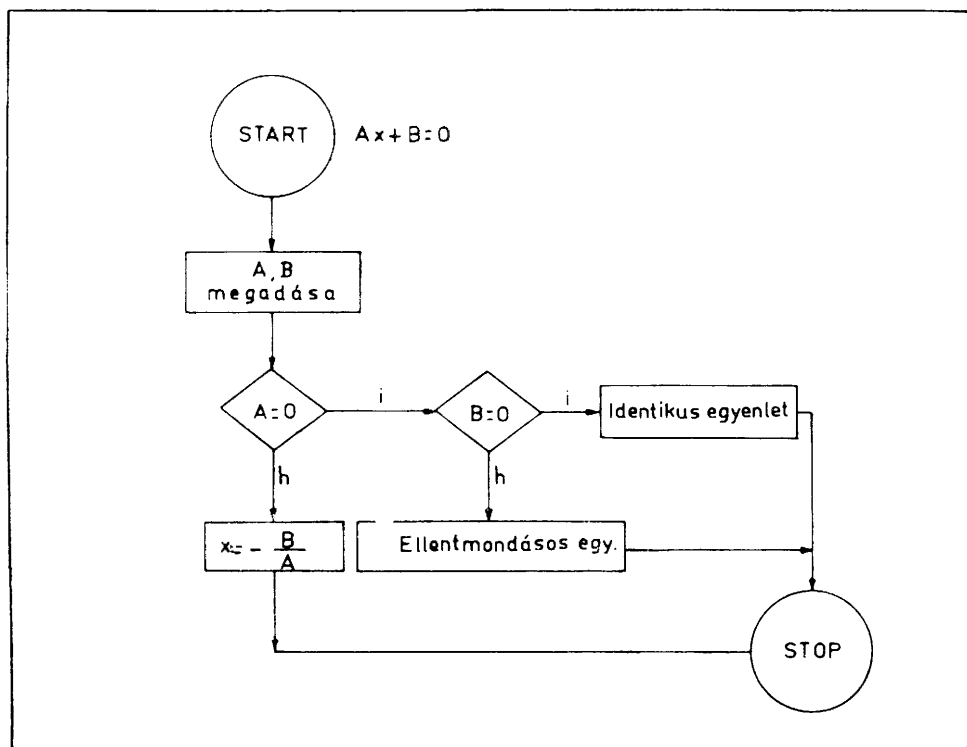 START
Ax+B=0
A, B
megadása
A=0
i
B=0
i
Identikus egyenlet
h
h
x:=- B/A
Ellentmondásos egy.
STOP